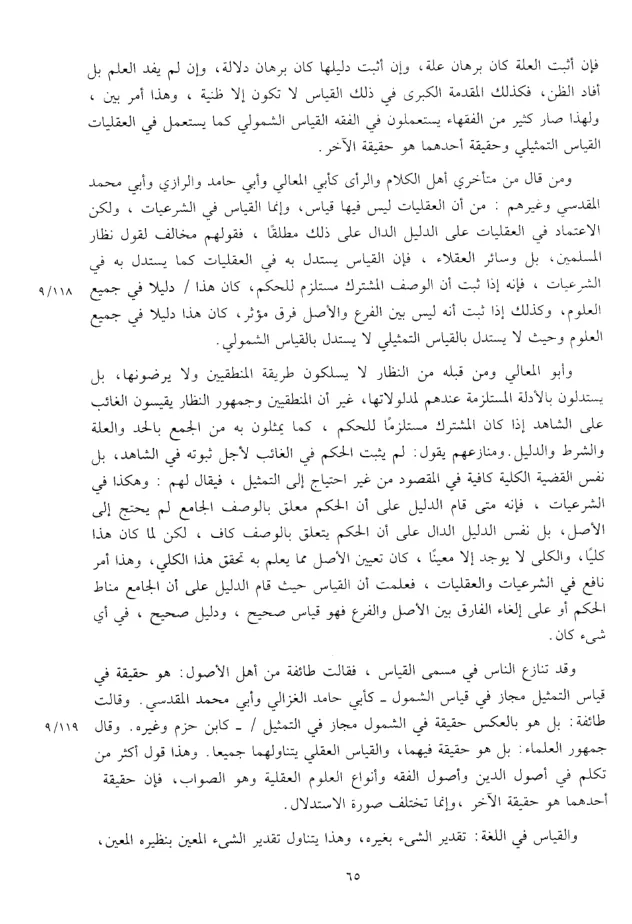 فإن أثبت العلة كان برهان علة، وإن أثبت دليلها كان برهان دلالة، وإن لم يفد العلم بل
أفاد الظن، فكذلك المقدمة الكبرى في ذلك القياس لا تكون إلا ظنية ، وهذا أمر بين ،
ولهذا صار كثير من الفقهاء يستعملون في الفقه القياس الشمولي كما يستعمل في العقليات
القياس التمثيلي وحقيقة أحدهما هو حقيقة الآخر.
ومن قال من متأخري أهل الكلام والرأى كأبي المعالي وأبي حامد والرازي وأبي محمد
المقدسي وغيرهم : من أن العقليات ليس فيها قياس، وإنما القياس في الشرعيات ، ولكن
الاعتماد في العقليات على الدليل الدال على ذلك مطلقًا ، فقولهم مخالف لقول نظار
المسلمين، بل وسائر العقلاء ، فإن القياس يستدل به في العقليات كما يستدل به في
الشرعيات ، فإنه إذا ثبت أن الوصف المشترك مستلزم للحكم، كان هذا / دليلا في جميع ٩/١١٨
العلوم، وكذلك إذا ثبت أنه ليس بين الفرع والأصل فرق مؤثر، كان هذا دليلا في جميع
العلوم وحيث لا يستدل بالقياس التمثيلي لا يستدل بالقياس الشمولي.
وأبو المعالي ومن قبله من النظار لا يسلكون طريقة المنطقيين ولا يرضونها، بل
يستدلون بالأدلة المستلزمة عندهم لمدلولاتها، غير أن المنطقيين وجمهور النظار يقيسون الغائب
على الشاهد إذا كان المشترك مستلزمًا للحكم ، كما يمثلون به من الجمع بالحد والعلة
والشرط والدليل. ومنازعهم يقول: لم يثبت الحكم في الغائب لأجل ثبوته في الشاهد، بل
نفس القضية الكلية كافية في المقصود من غير احتياج إلى التمثيل ، فيقال لهم : وهكذا في
الشرعيات ، فإنه متى قام الدليل على أن الحكم معلق بالوصف الجامع لم يحتج إلى
الأصل، بل نفس الدليل الدال على أن الحكم يتعلق بالوصف كاف ، لكن لما كان هذا
كليًا، والكلى لا يوجد إلا معينًا ، كان تعيين الأصل مما يعلم به تحقق هذا الكلي، وهذا أمر
نافع في الشرعيات والعقليات ، فعلمت أن القياس حيث قام الدليل على أن الجامع مناط
الحكم أو على إلغاء الفارق بين الأصل والفرع فهو قياس صحيح ، ودليل صحيح ، في أي
شىء كان.
وقد تنازع الناس في مسمى القياس ، فقالت طائفة من أهل الأصول: هو حقيقة في
قياس التمثيل مجاز في قياس الشمول ـ كأبي حامد الغزالي وأبي محمد المقدسي. وقالت
طائفة: بل هو بالعكس حقيقة في الشمول مجاز في التمثيل / ـ كابن حزم وغيره. وقال ٩/١١٩
جمهور العلماء: بل هو حقيقة فيهما، والقياس العقلي يتناولهما جميعا. وهذا قول أكثر من
تكلم في أصول الدين وأصول الفقه وأنواع العلوم العقلية وهو الصواب، فإن حقيقة
أحدهما هو حقيقة الآخر ،وإنما تختلف صورة الاستدلال.
والقياس في اللغة: تقدير الشىء بغيره، وهذا يتناول تقدير الشىء المعين بنظيره المعين،
٦٥